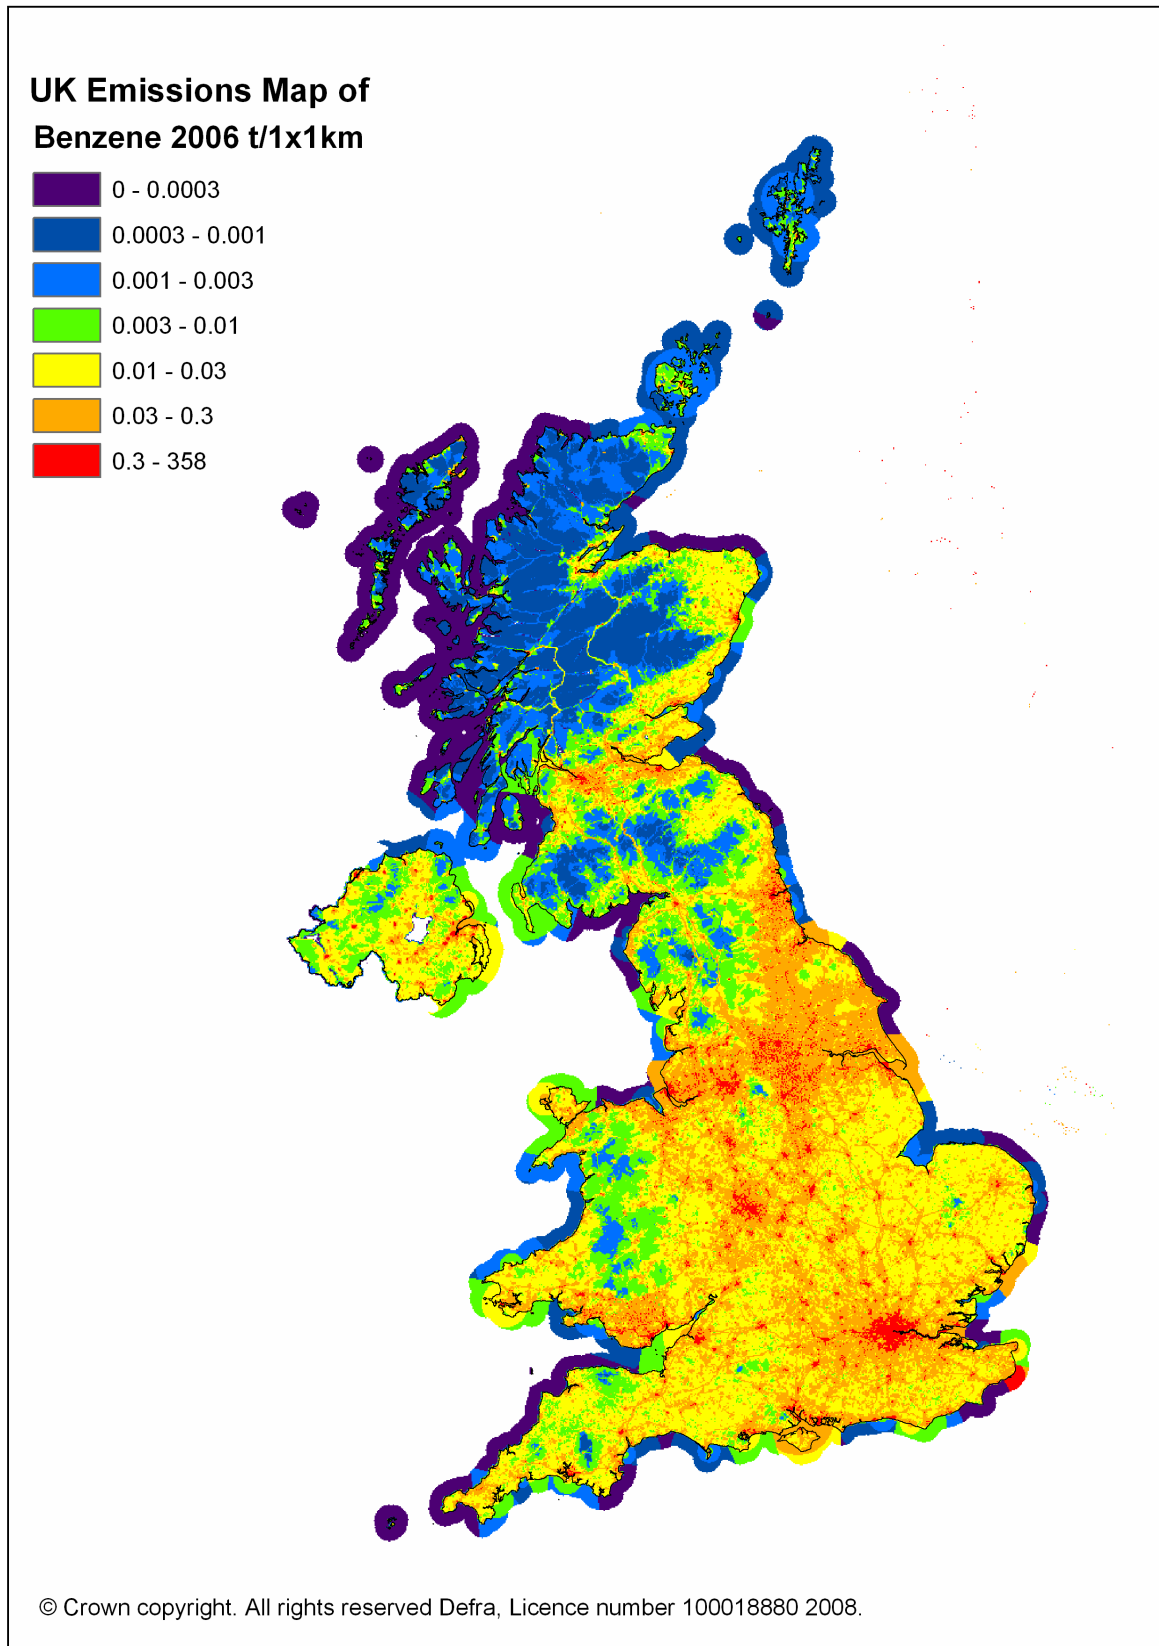 UK Emissions Map of
Benzene 2006 t/1x1km
0 - 0.0003
0.0003 - 0.001
0.001 - 0.003
0.003 - 0.01
0.01 - 0.03
0.03 - 0.3
0.3 - 358
© Crown copyright. All rights reserved Defra, Licence number 100018880 2008.